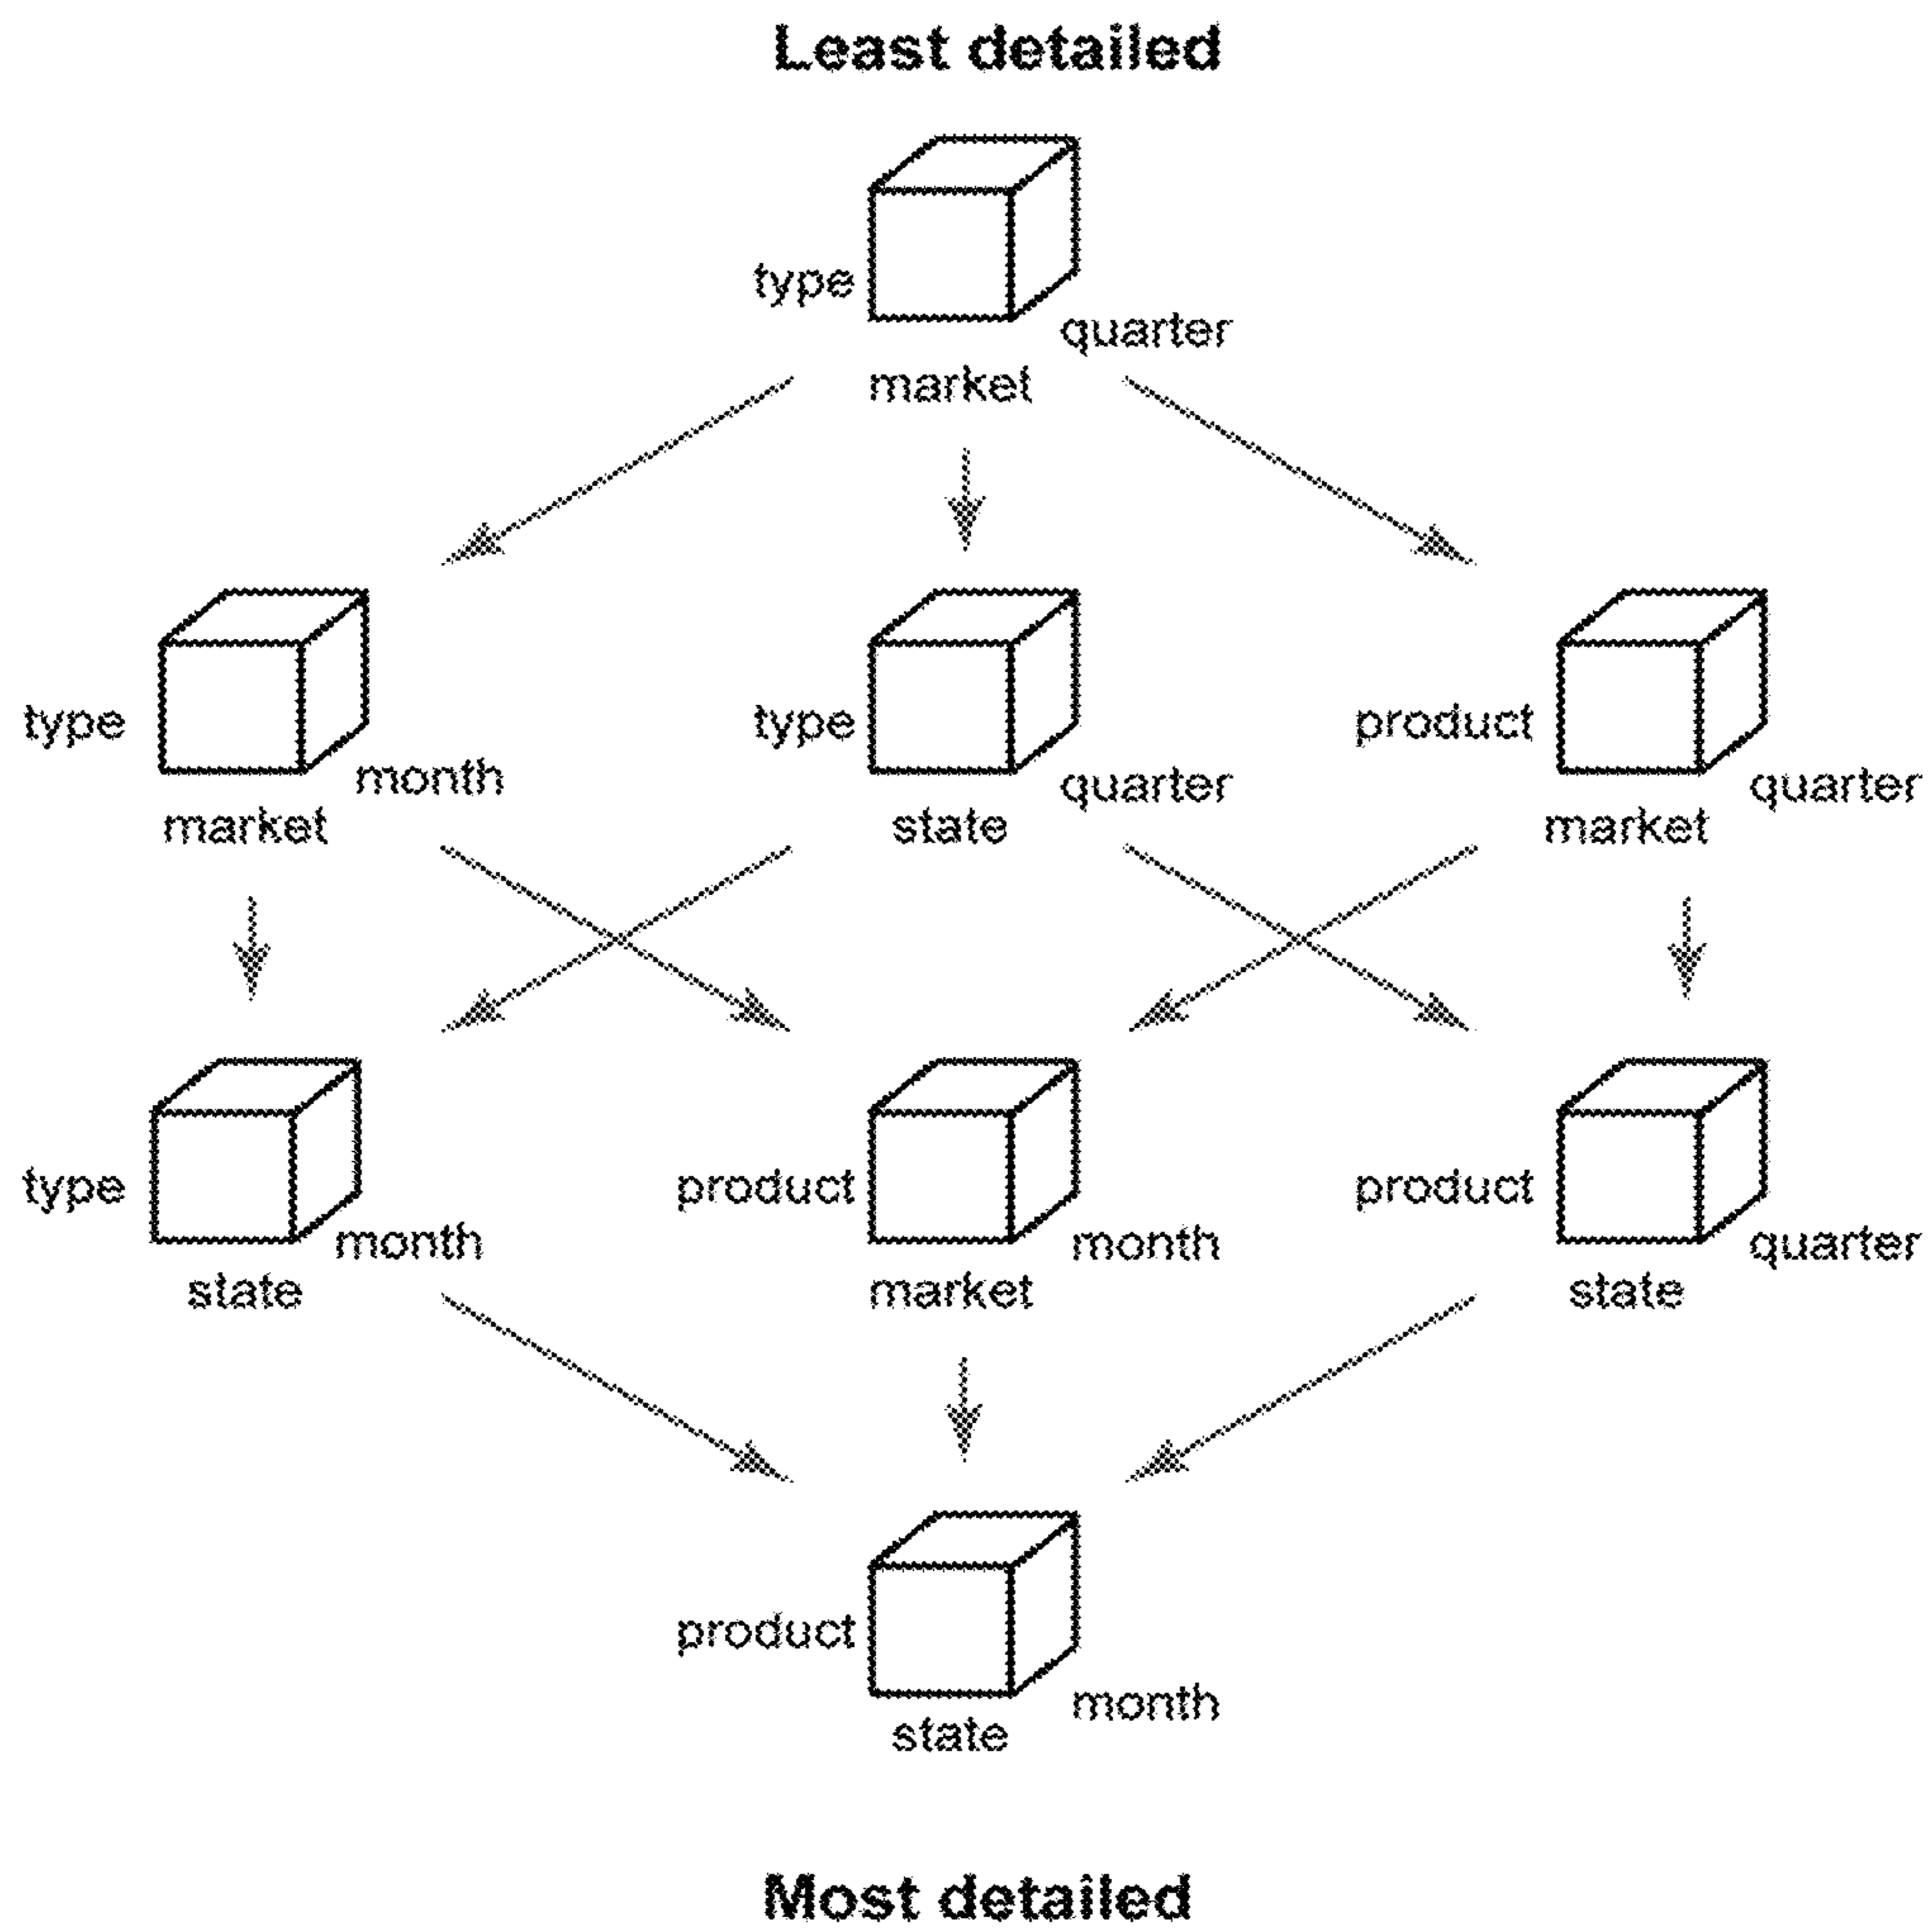 Least detailed
type
quarter
market
type
month
market
type
quarter
state
product
quarter
market
type
month
state
product
month
market
product
quarter
state
product
month
state
Most detailed